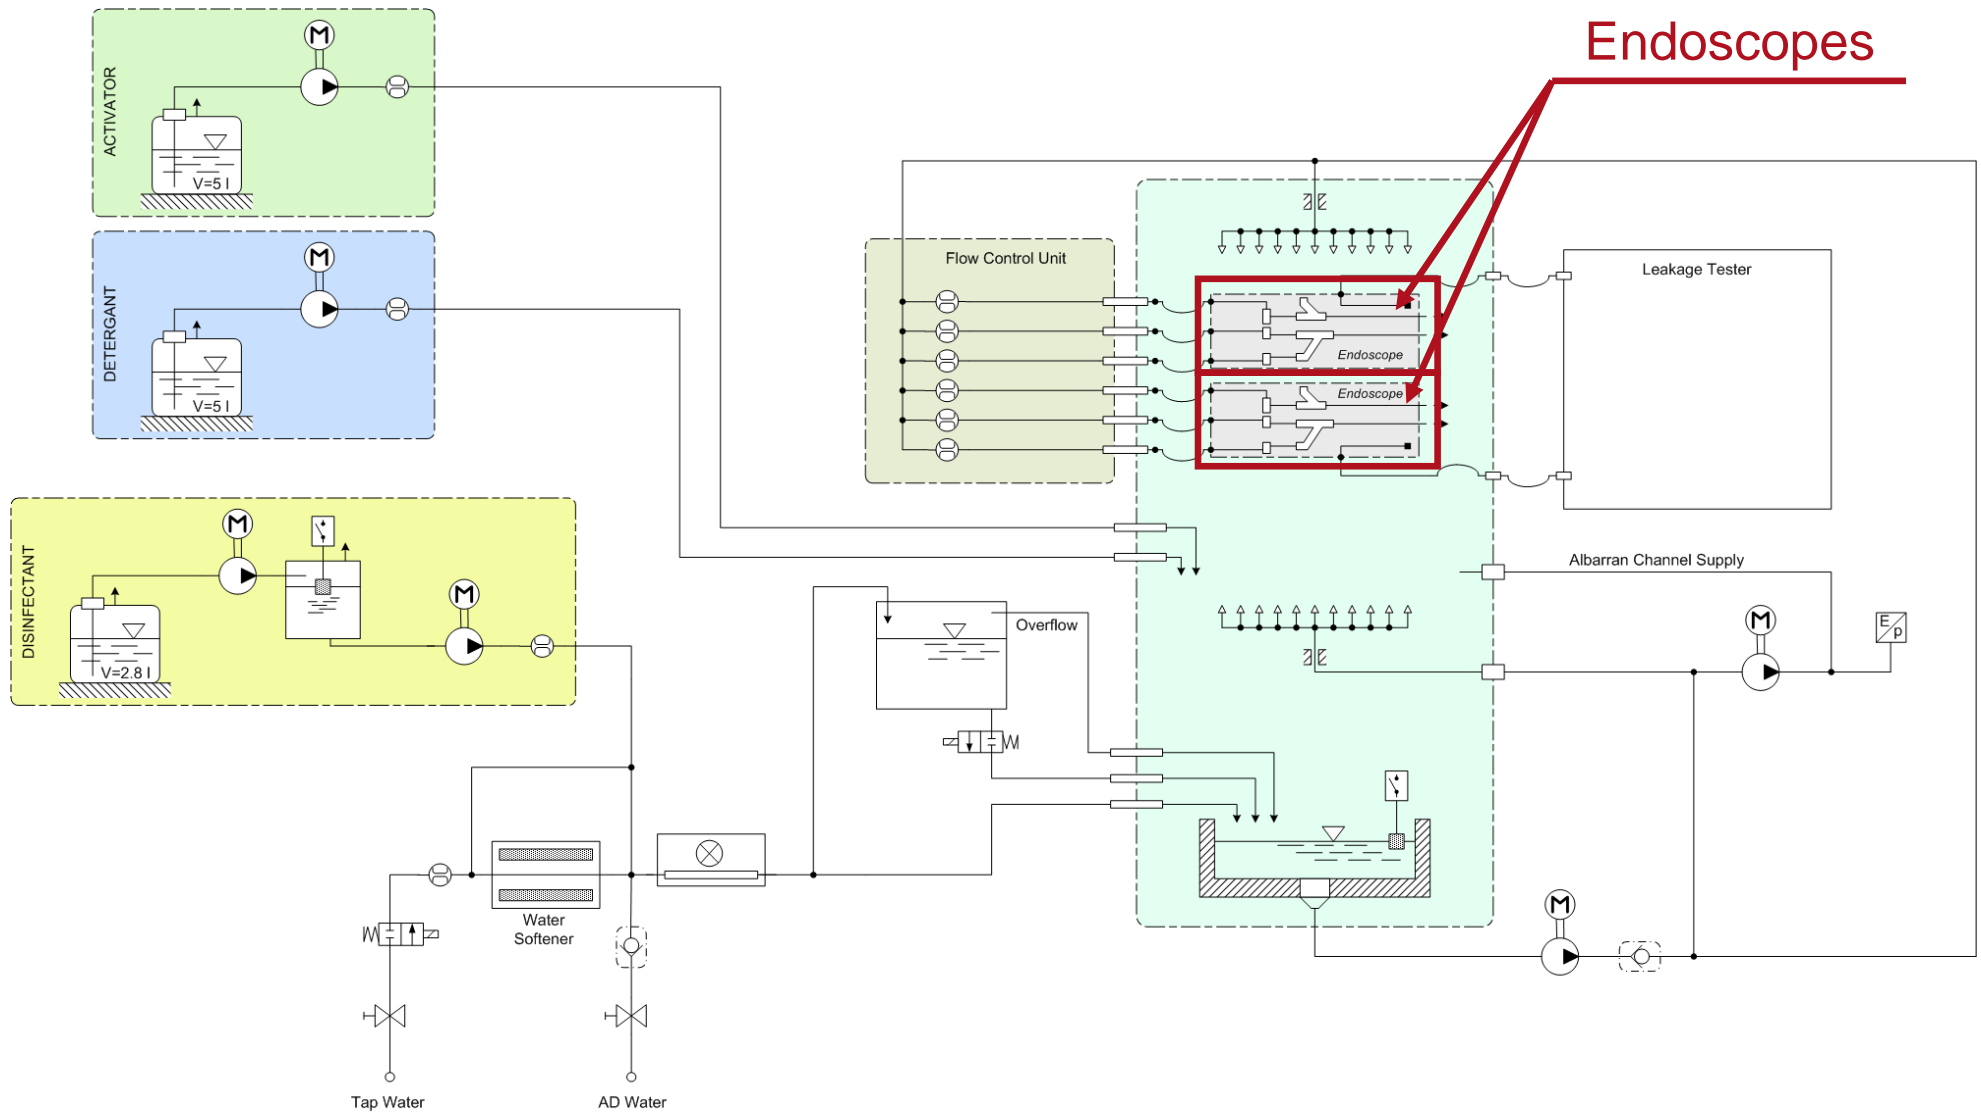 Endoscopes
ACTIVATOR
M
V=5 l
DETERGANT
M
V=5 l
Flow Control Unit
Leakage Tester
Endoscope
Endoscope
DISINFECTANT
M
M
V=2.8 l
Albarran Channel Supply
Overflow
M
E
p
Water
Softener
M
Tap Water
AD Water